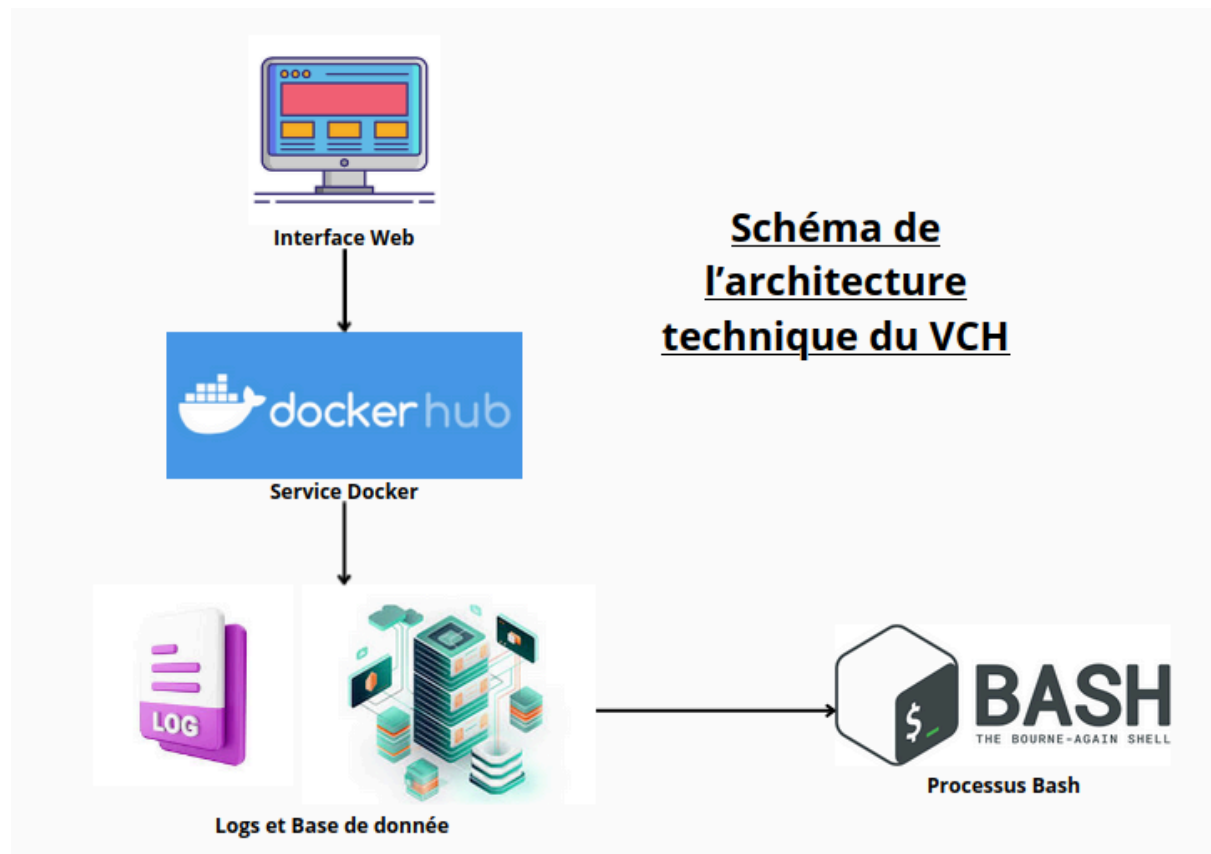 Interface Web
Schéma de
l’architecture
technique du VCH
docker hub
Service Docker
LOG
$_
BASH
THE BOURNE-AGAIN SHELL
Processus Bash
Logs et Base de donnée